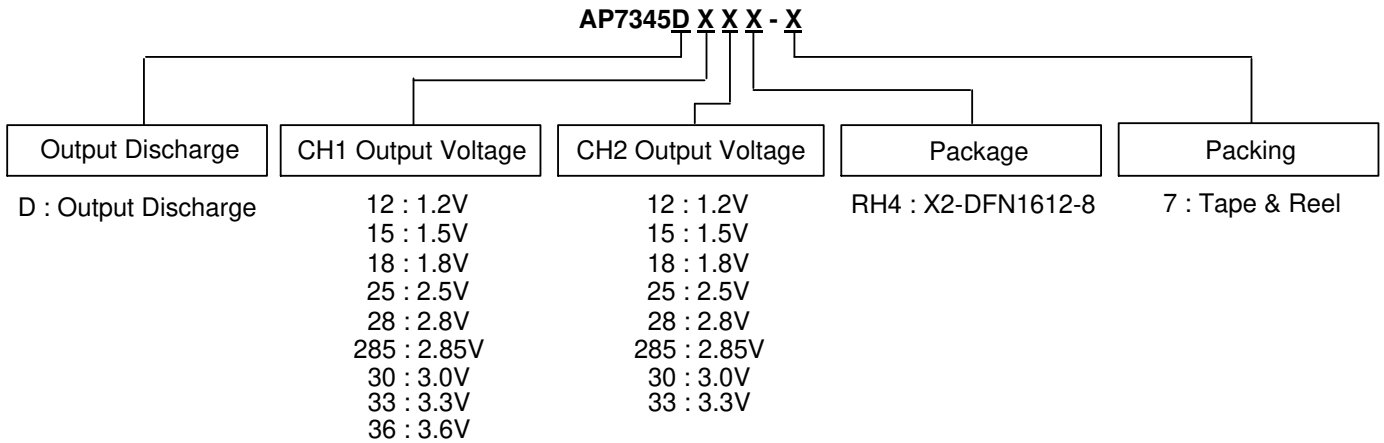 AP7345D X X X - X
Output Discharge
D : Output Discharge
CH1 Output Voltage
12 : 1.2V
15 : 1.5V
18 : 1.8V
25 : 2.5V
28 : 2.8V
285 : 2.85V
30 : 3.0V
33 : 3.3V
36 : 3.6V
CH2 Output Voltage
12 : 1.2V
15 : 1.5V
18 : 1.8V
25 : 2.5V
28 : 2.8V
285 : 2.85V
30 : 3.0V
33 : 3.3V
Package
RH4 : X2-DFN1612-8
Packing
7 : Tape & Reel